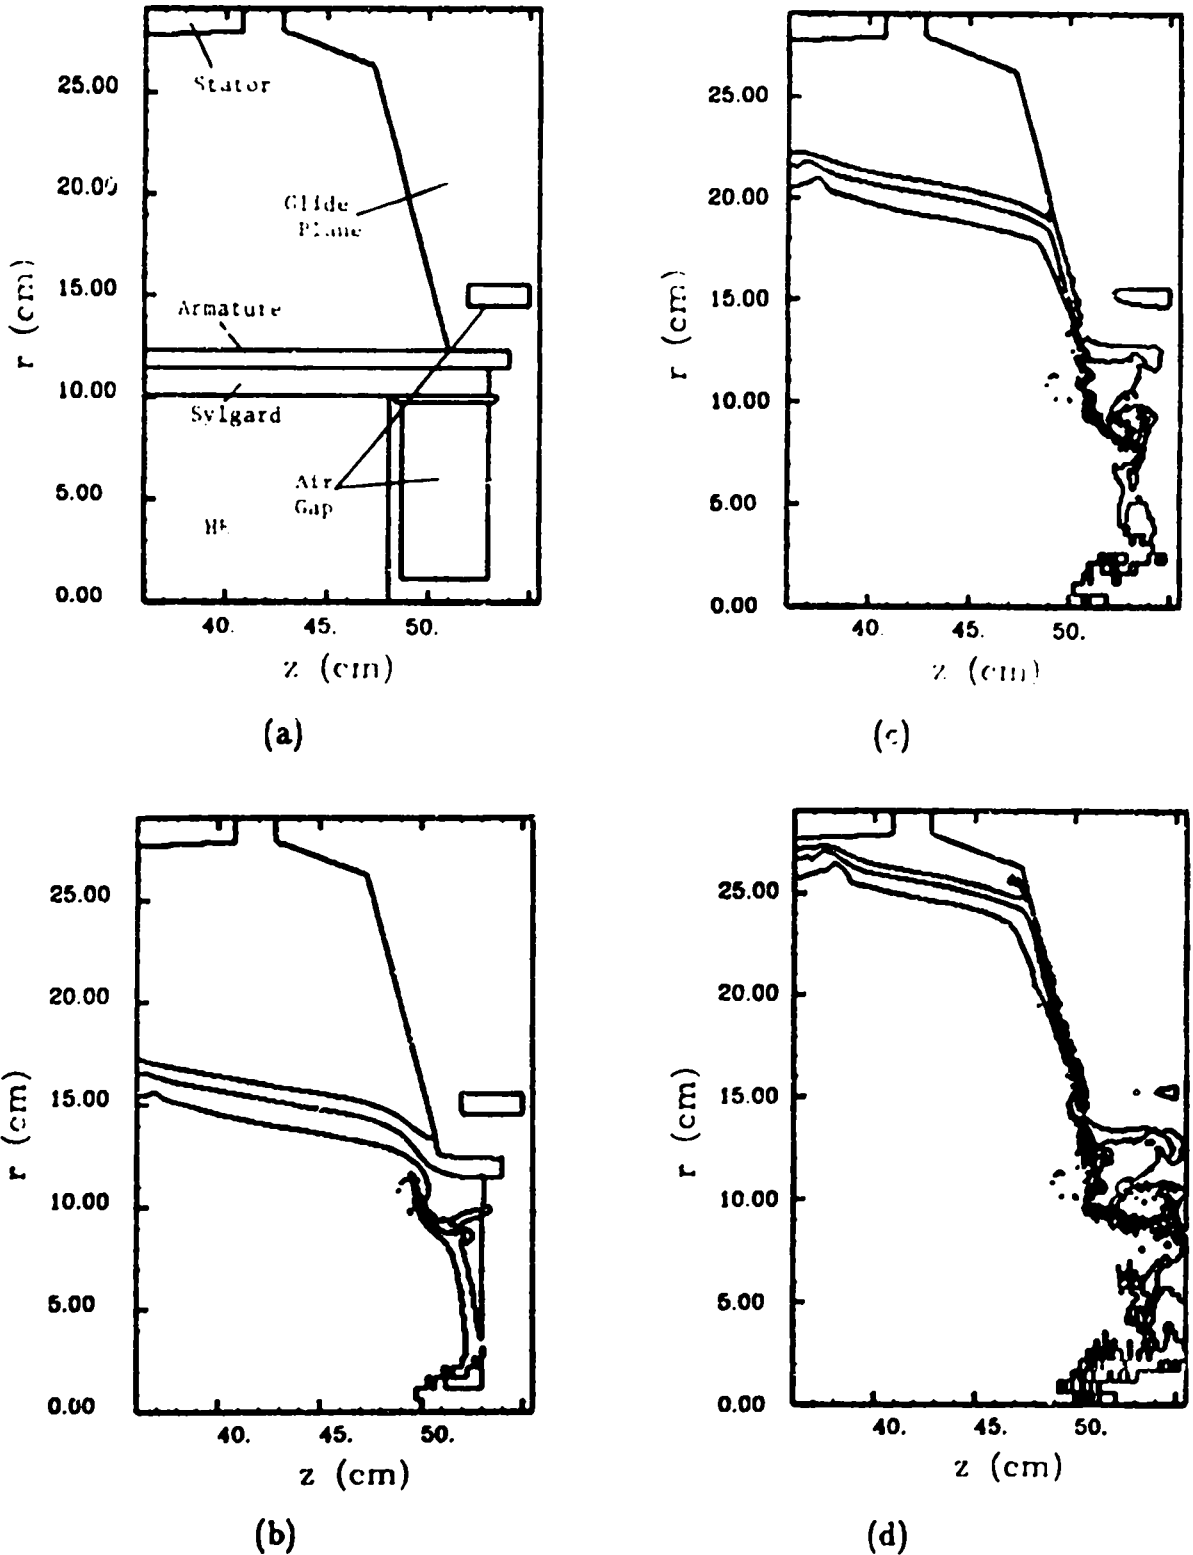 25.00
20.00
15.00
10.00
5.00
0.00
r (cm)
Stator
Glide
Plane
Armature
Sylgard
Air
Gap
HE
40. 45. 50.
z (cm)
(a)
25.00
20.00
15.00
10.00
5.00
0.00
r (cm)
40. 45. 50.
z (cm)
(c)
25.00
20.00
15.00
10.00
5.00
0.00
r (cm)
40. 45. 50.
z (cm)
(b)
25.00
20.00
15.00
10.00
5.00
0.00
r (cm)
40. 45. 50.
z (cm)
(d)